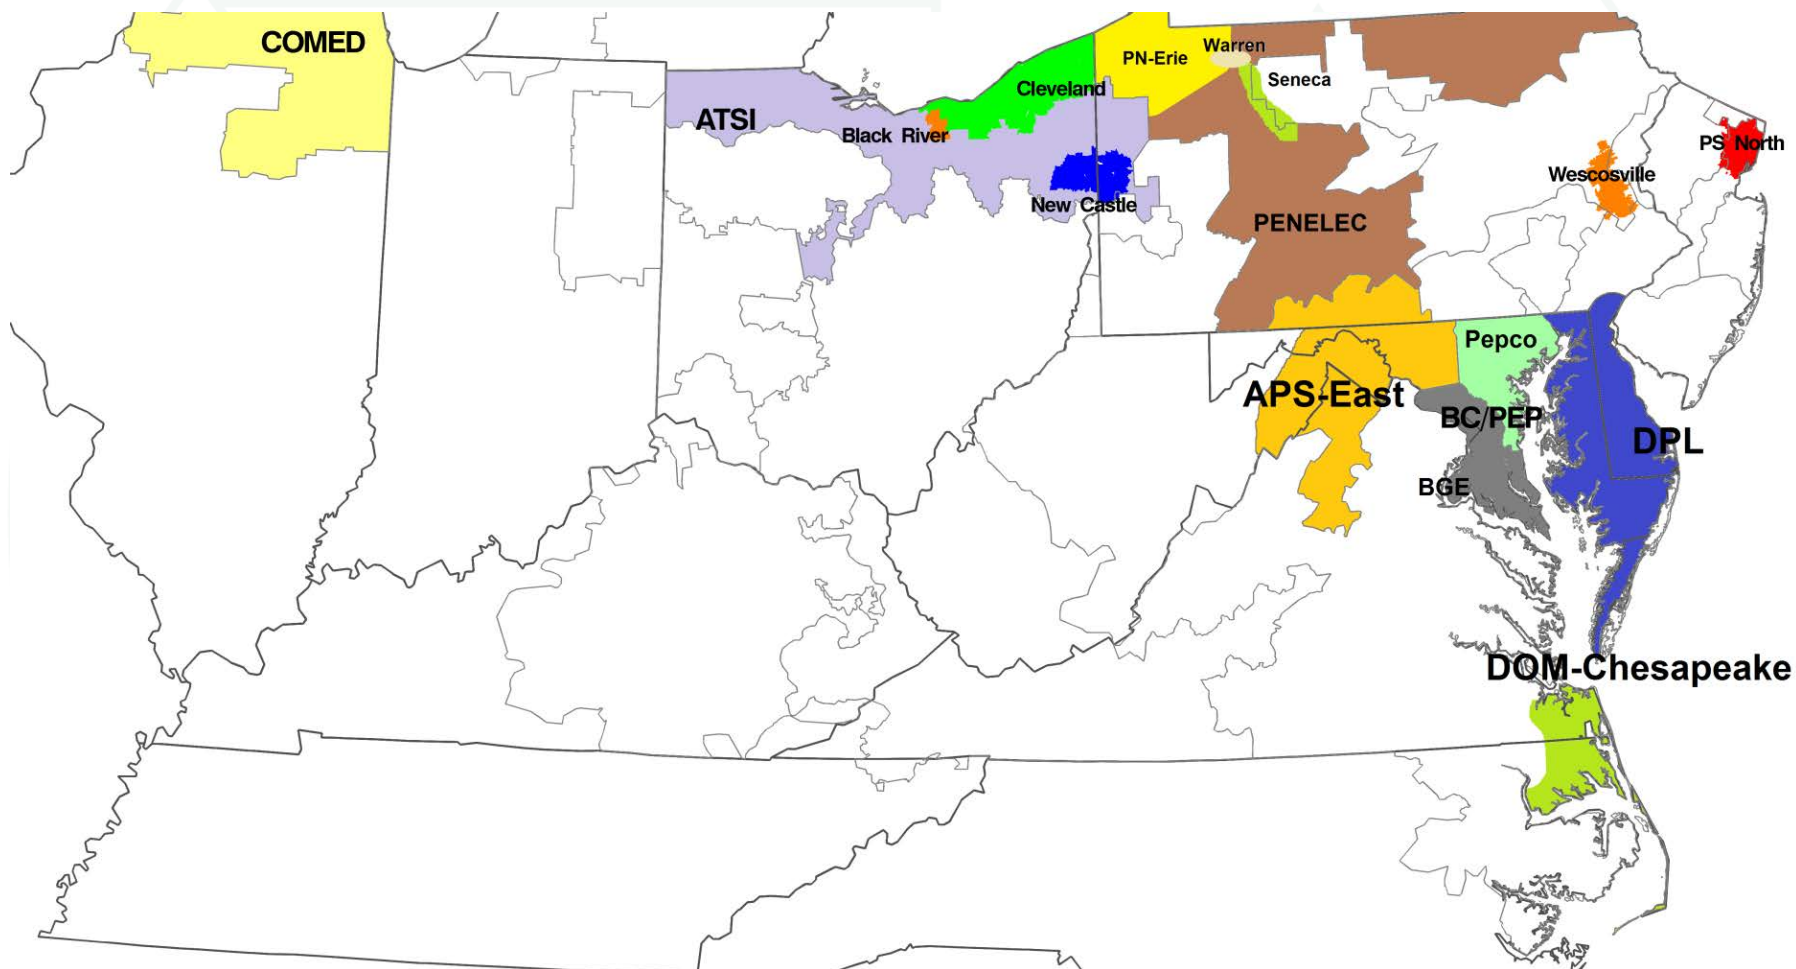 COMED
PN-Erie
Warren
Seneca
Cleveland
ATSI
Black River
PS North
Wescosville
New Castle
PENELEC
Pepco
APS-East
BC/PEP
DPL
BGE
DOM-Chesapeake